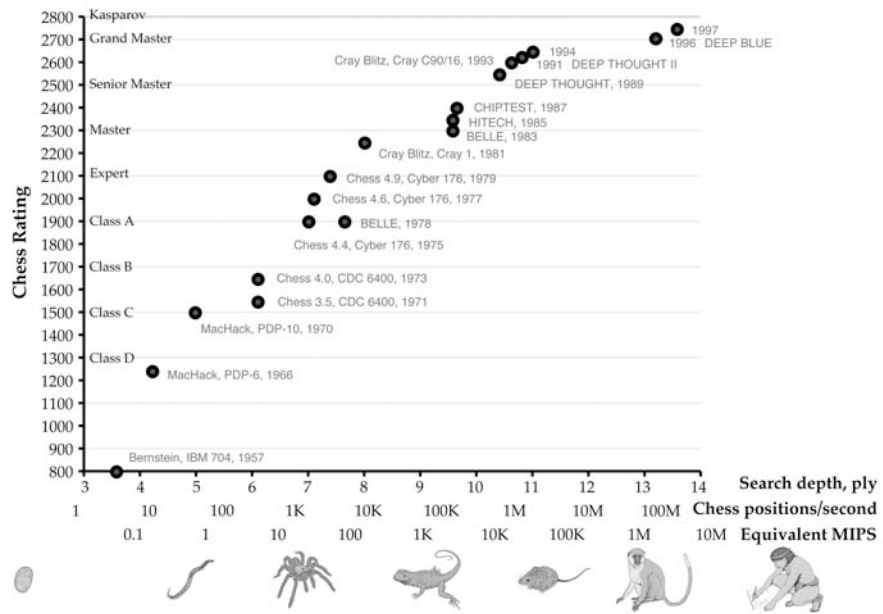 2800 Kasparov
1997
2700 Grand Master
1996 DEEP BLUE
1994
2600
Cray Blitz, Cray C90/16, 1993
1991 DEEP THOUGHT II
2500 Senior Master
DEEP THOUGHT, 1989
2400
CHIPTEST, 1987
HITECH, 1985
2300 Master
BELLE, 1983
2200
Cray Blitz, Cray 1, 1981
2100 Expert
Chess 4.9, Cyber 176, 1979
2000
Chess 4.6, Cyber 176, 1977
1900 Class A
BELLE, 1978
1800
Chess 4.4, Cyber 176, 1975
1700 Class B
1600
Chess 4.0, CDC 6400, 1973
Chess 3.5, CDC 6400, 1971
1500 Class C
1400
MacHack, PDP-10, 1970
1300 Class D
1200
MacHack, PDP-6, 1966
1100
1000
900
Bernstein, IBM 704, 1957
800
Chess Rating
3 4 5 6 7 8 9 10 11 12 13 14 Search depth, ply
1 10 100 1K 10K 100K 1M 10M 100M Chess positions/second
0.1 1 10 100 1K 10K 100K 1M 10M Equivalent MIPS